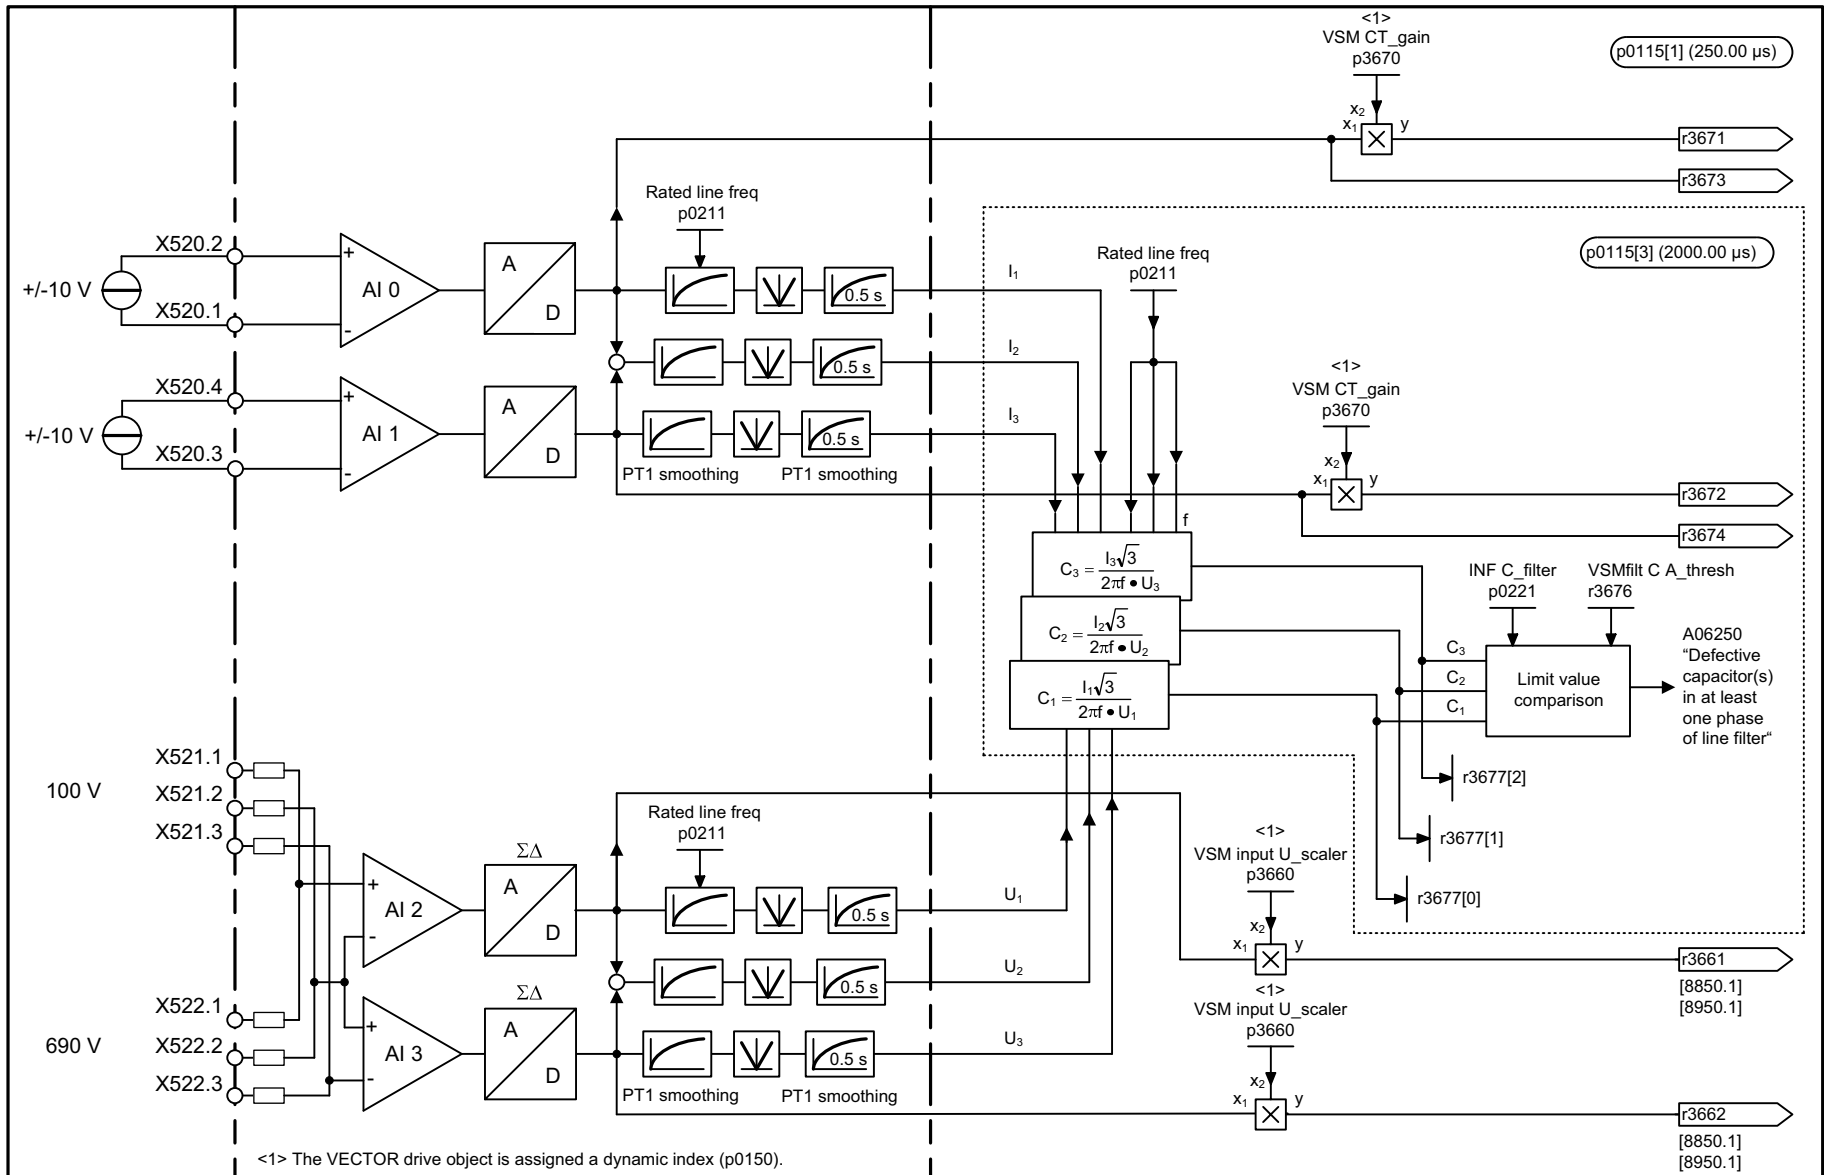 <1>
VSM CT_gain
p3670
p0115[1] (250.00 µs)
x₂
x₁
y
r3671
r3673
Rated line freq
p0211
p0115[3] (2000.00 µs)
Rated line freq
p0211
X520.2
+/-10 V
X520.1
+
AI 0
-
A
D
0.5 s
I₁
0.5 s
I₂
<1>
VSM CT_gain
p3670
X520.4
+/-10 V
X520.3
+
AI 1
-
A
D
0.5 s
I₃
PT1 smoothing
PT1 smoothing
x₂
x₁
y
r3672
r3674
f
C₃ = I₃√3 / 2πf • U₃
C₂ = I₂√3 / 2πf • U₂
C₁ = I₁√3 / 2πf • U₁
INF C_filter
p0221
VSMfilt C A_thresh
r3676
C₃
C₂
C₁
Limit value
comparison
A06250
“Defective
capacitor(s)
in at least
one phase
of line filter“
r3677[2]
r3677[1]
r3677[0]
100 V
X521.1
X521.2
X521.3
Rated line freq
p0211
ΣΔ
+
AI 2
-
A
D
0.5 s
U₁
<1>
VSM input U_scaler
p3660
x₂
x₁
y
r3661
[8850.1]
[8950.1]
0.5 s
U₂
690 V
X522.1
X522.2
X522.3
ΣΔ
+
AI 3
-
A
D
0.5 s
U₃
PT1 smoothing
PT1 smoothing
<1>
VSM input U_scaler
p3660
x₂
x₁
y
r3662
[8850.1]
[8950.1]
<1> The VECTOR drive object is assigned a dynamic index (p0150).